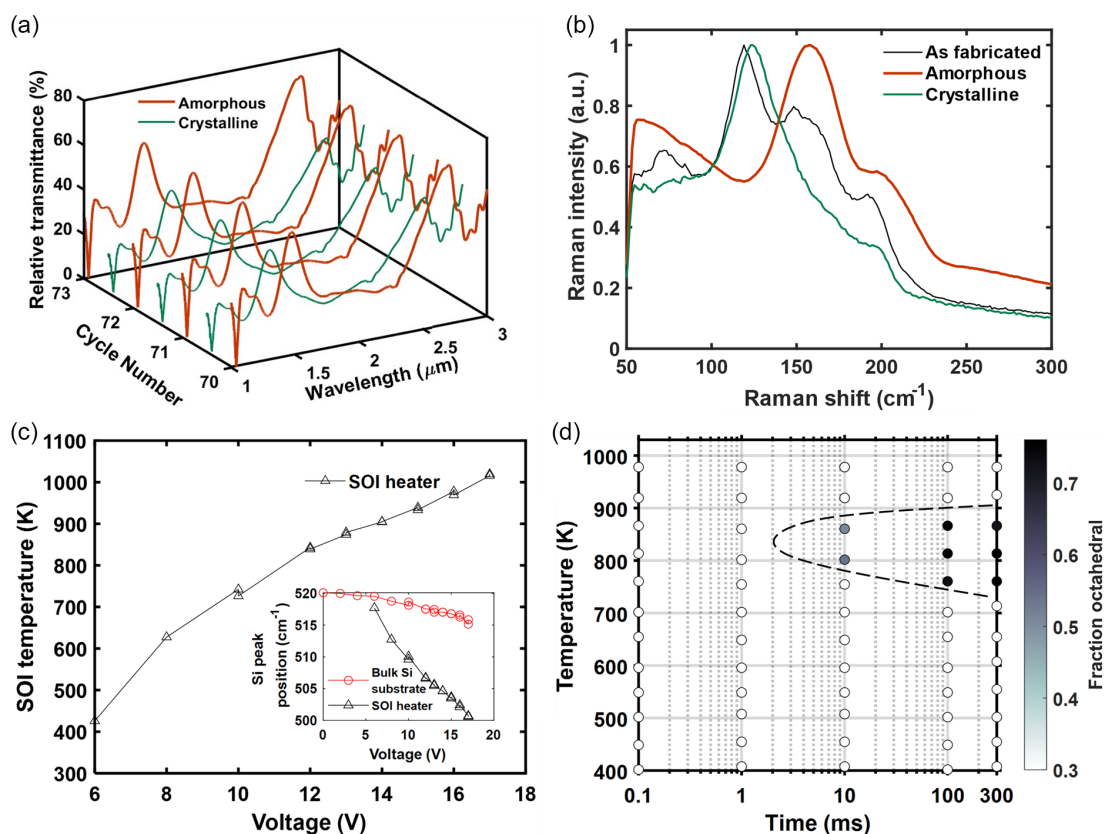 (a)
Relative transmittance (%)
80
60
40
20
0
Amorphous
Crystalline
73
72
71
70
Cycle Number
1
1.5
2
2.5
3
Wavelength (μm)
(b)
Raman intensity (a.u.)
1
0.8
0.6
0.4
0.2
0
As fabricated
Amorphous
Crystalline
50 100 150 200 250 300
Raman shift (cm-1)
(c)
SOI temperature (K)
1100
1000
900
800
700
600
500
400
300
SOI heater
Si peak
position (cm-1)
520
515
510
505
500
Bulk Si
substrate
SOI heater
0 5 10 15 20
Voltage (V)
6 8 10 12 14 16 18
Voltage (V)
(d)
Temperature (K)
1000
900
800
700
600
500
400
0.1 1 10 100 300
Time (ms)
0.7
0.6
0.5
0.4
0.3
Fraction octahedral